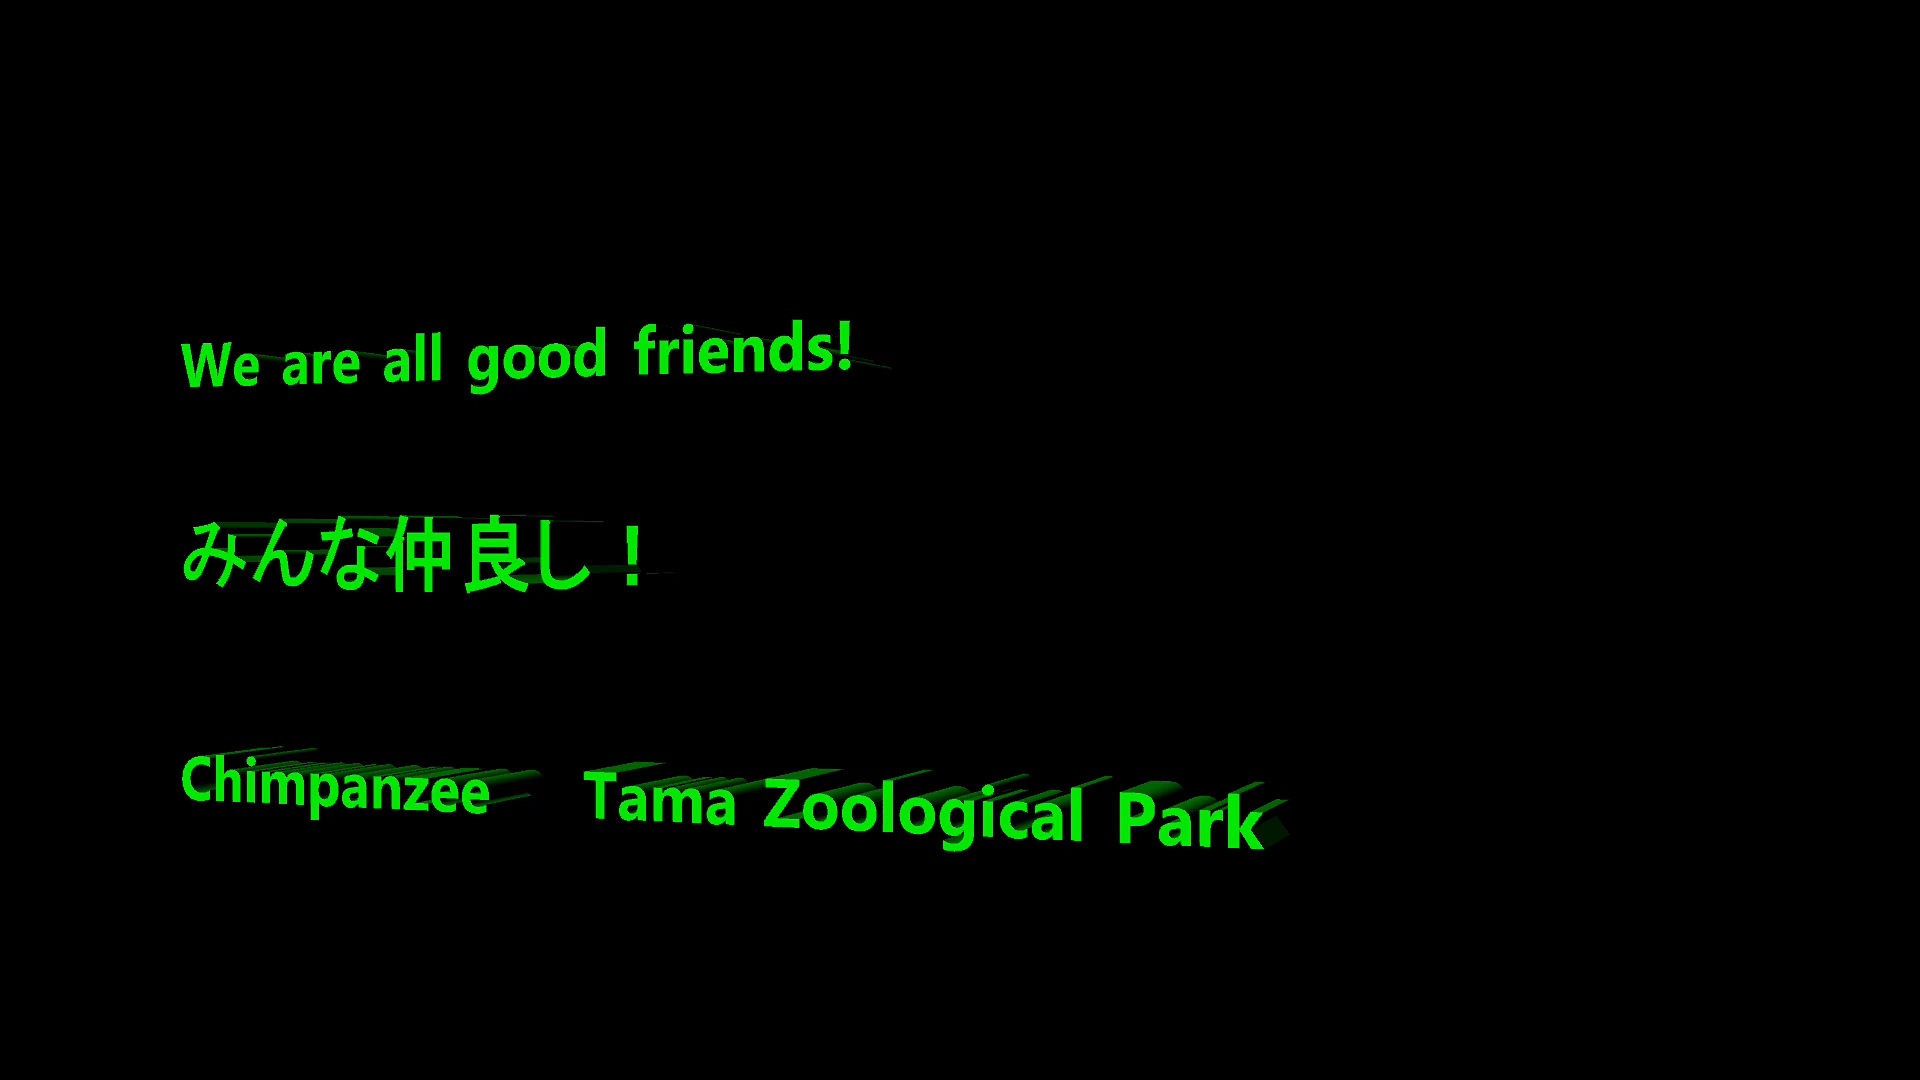 We are all good friends!
みんな仲良し！
Chimpanzee Tama Zoological Park